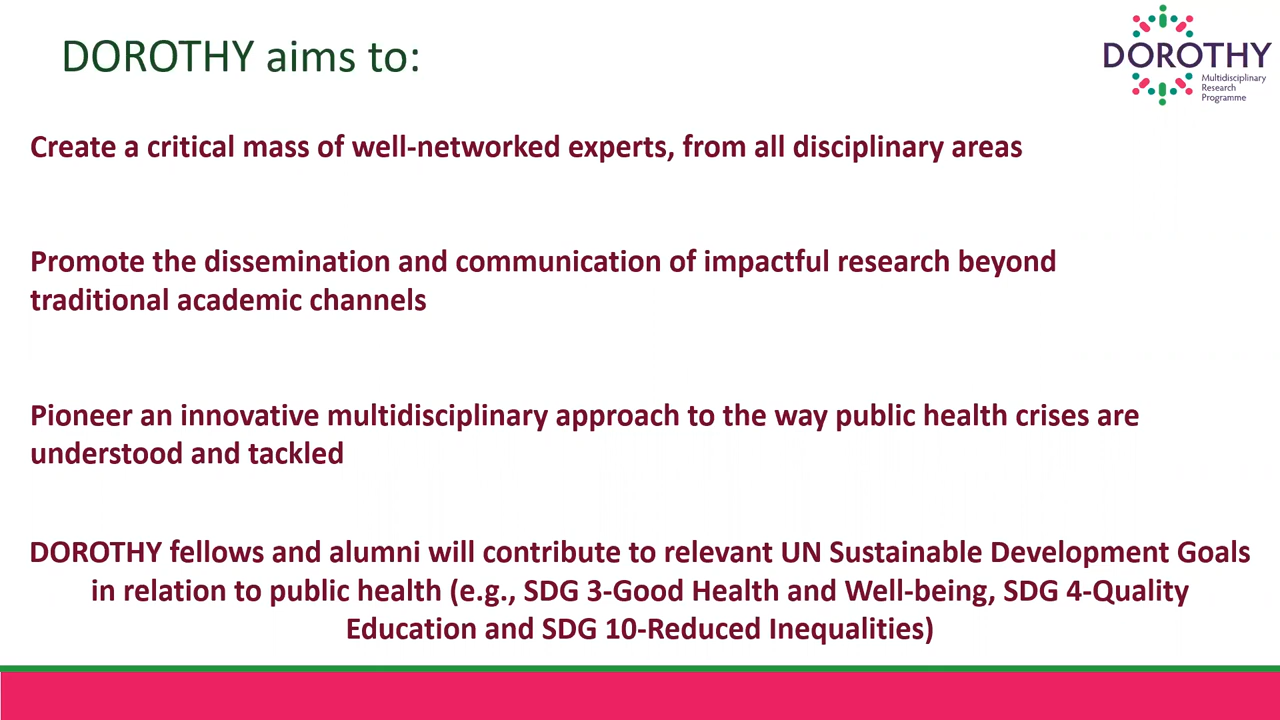 DOROTHY aims to:
DOROTHY
Multidisciplinary
Research
Programme
Create a critical mass of well-networked experts, from all disciplinary areas
Promote the dissemination and communication of impactful research beyond
traditional academic channels
Pioneer an innovative multidisciplinary approach to the way public health crises are
understood and tackled
DOROTHY fellows and alumni will contribute to relevant UN Sustainable Development Goals
in relation to public health (e.g., SDG 3-Good Health and Well-being, SDG 4-Quality
Education and SDG 10-Reduced Inequalities)